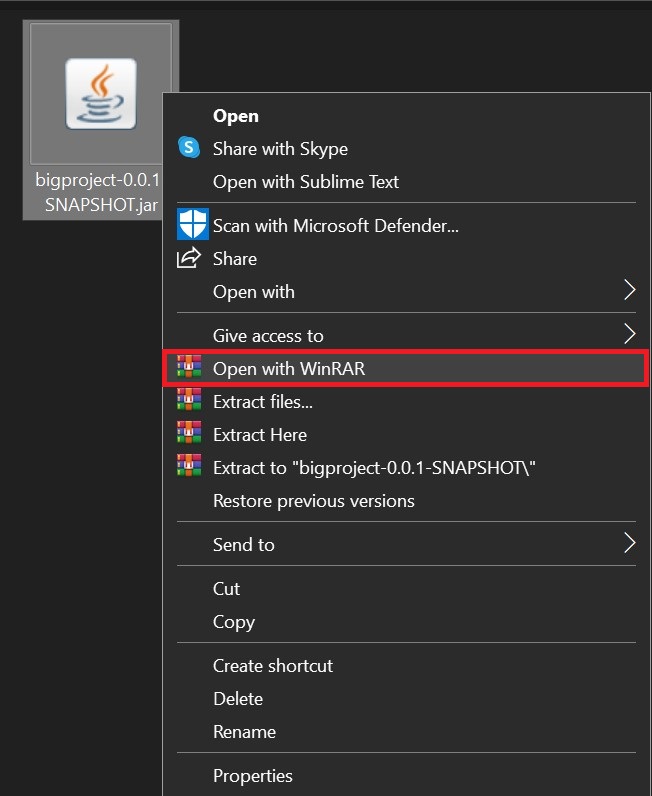 bigproject-0.0.1
SNAPSHOT.jar
Open
Share with Skype
Open with Sublime Text
Scan with Microsoft Defender...
Share
Open with
Give access to
Open with WinRAR
Extract files...
Extract Here
Extract to "bigproject-0.0.1-SNAPSHOT\"
Restore previous versions
Send to
Cut
Copy
Create shortcut
Delete
Rename
Properties